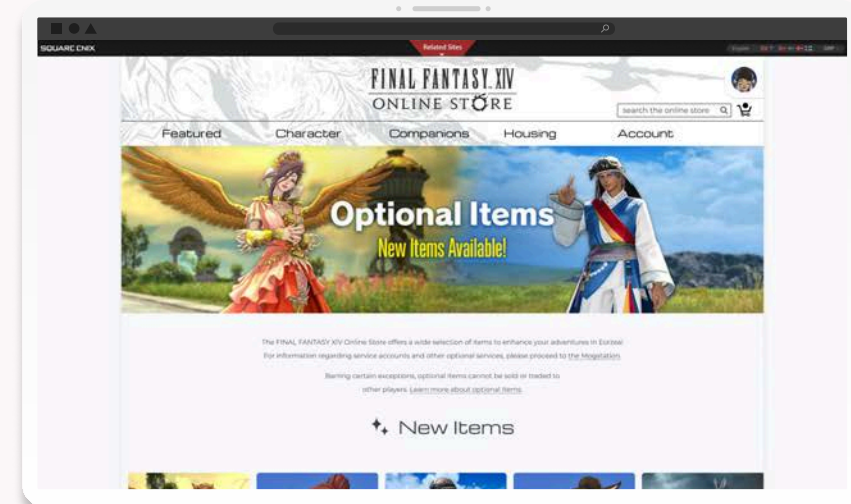 SQUARE ENIX
Related Sites
English
GBP
FINAL FANTASY XIV
ONLINE STORE
search the online store
Featured
Character
Companions
Housing
Account
Optional Items
New Items Available!
The FINAL FANTASY XIV Online Store offers a wide selection of items to enhance your adventures in Eorzea!
For information regarding service accounts and other optional services, please proceed to the Mogstation.
Barring certain exceptions, optional items cannot be sold or traded to
other players. Learn more about optional items.
New Items